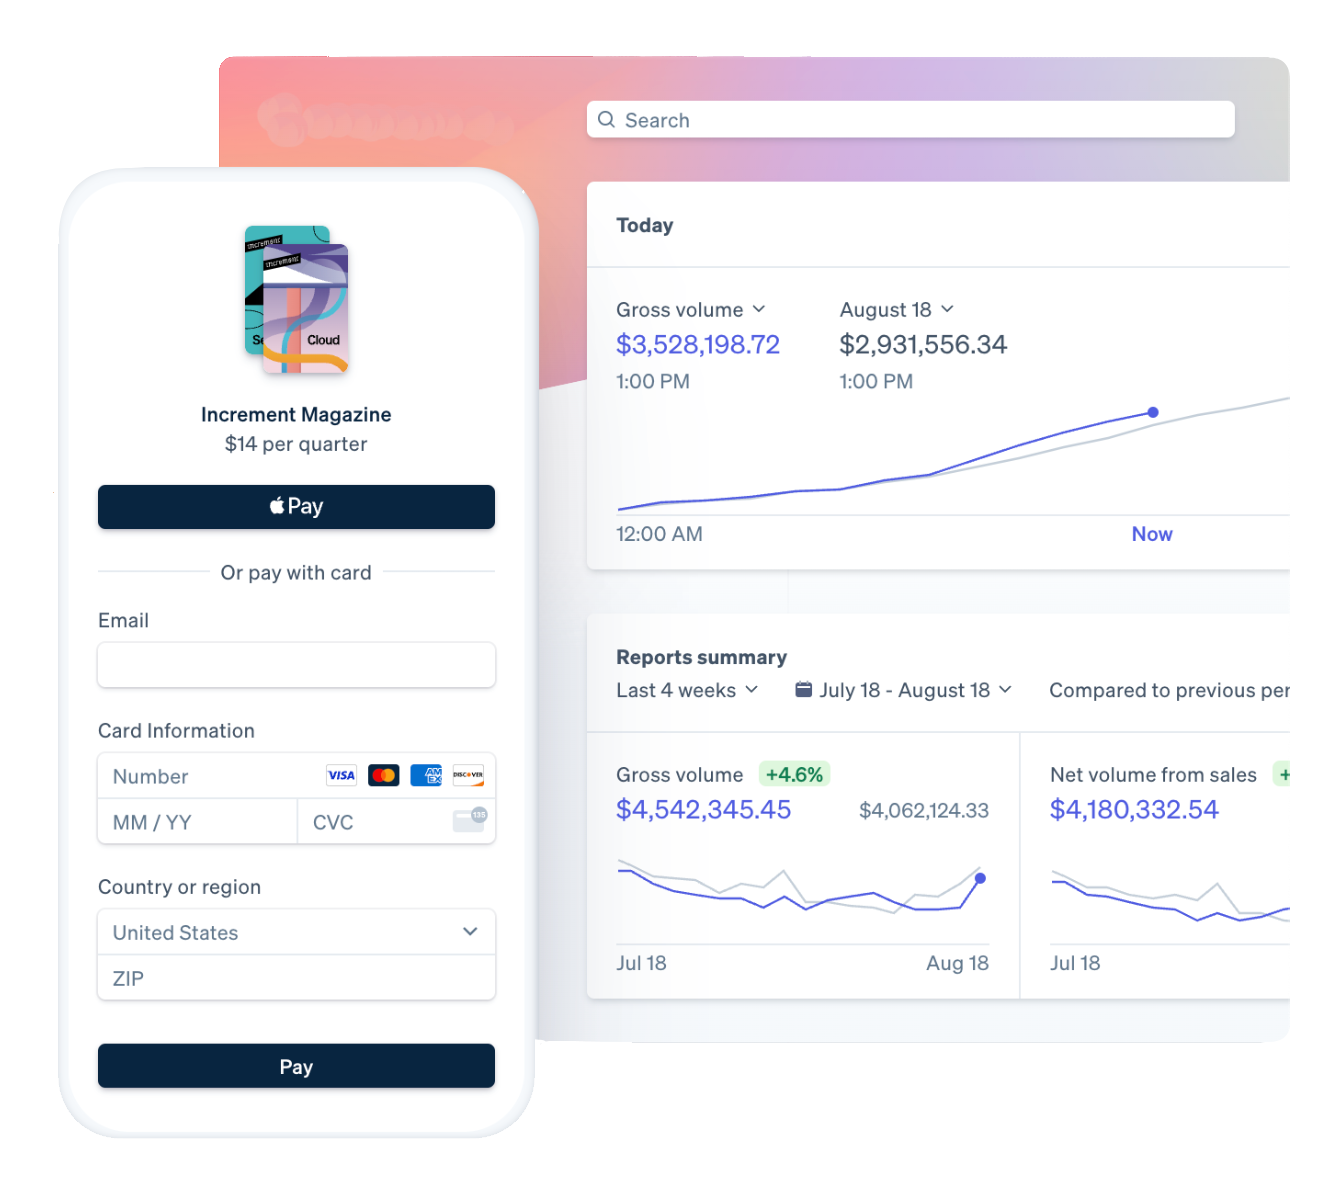 Search
increment
increment
Se
Cloud
Increment Magazine
$14 per quarter
Pay
Or pay with card
Email
Card Information
Number
VISA
AM
EX
DISCOVER
MM / YY
CVC
135
Country or region
United States
ZIP
Pay
Today
Gross volume
August 18
$3,528,198.72
$2,931,556.34
1:00 PM
1:00 PM
12:00 AM
Now
Reports summary
Last 4 weeks
July 18 - August 18
Compared to previous per
Gross volume
+4.6%
Net volume from sales
+
$4,542,345.45
$4,062,124.33
$4,180,332.54
Jul 18
Aug 18
Jul 18